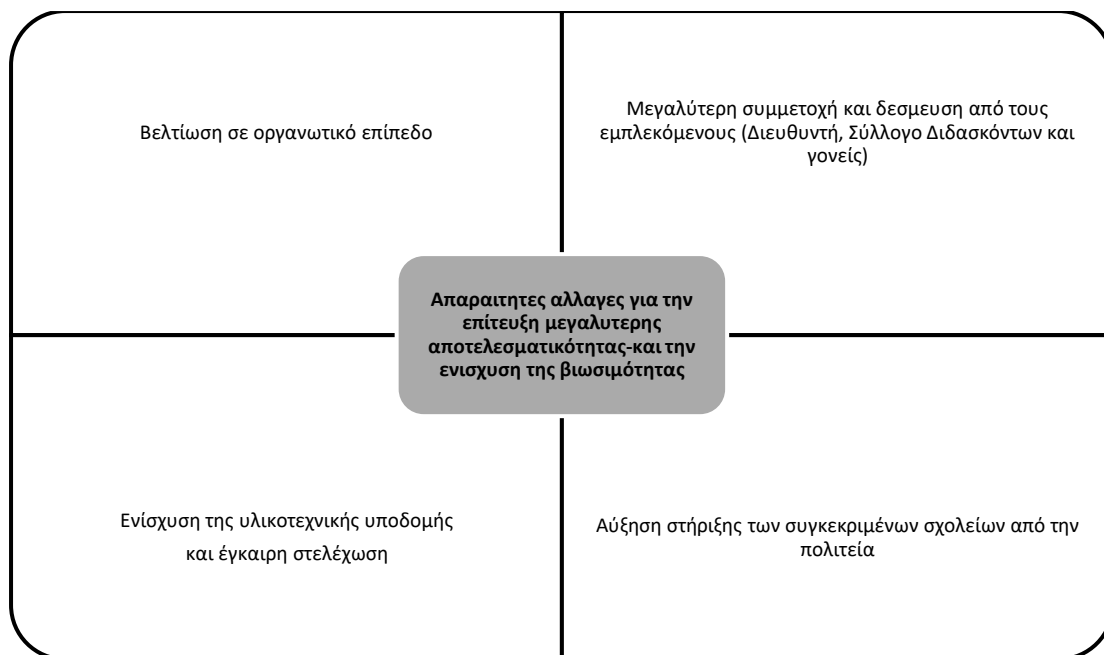 Βελτίωση σε οργανωτικό επίπεδο
Μεγαλύτερη συμμετοχή και δεσμευση από τους
εμπλεκόμενους (Διευθυντή, Σύλλογο Διδασκόντων και
γονείς)
Απαραιτητες αλλαγες για την
επίτευξη μεγαλυτερης
αποτελεσματικότητας-και την
ενισχυση της βιωσιμότητας
Ενίσχυση της υλικοτεχνικής υποδομής
και έγκαιρη στελέχωση
Αύξηση στήριξης των συγκεκριμένων σχολείων από την
πολιτεία